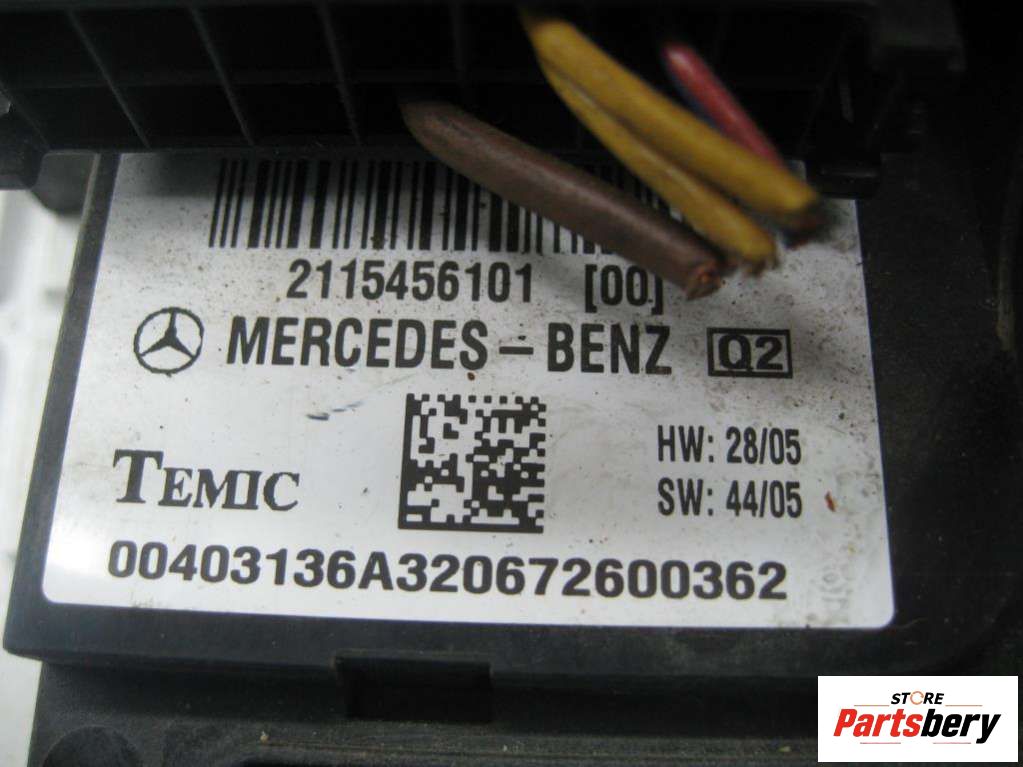 2115456101 [00]
MERCEDES-BENZ Q2
TEMIC
HW: 28/05
SW: 44/05
00403136A320672600362
STORE
Partsbery